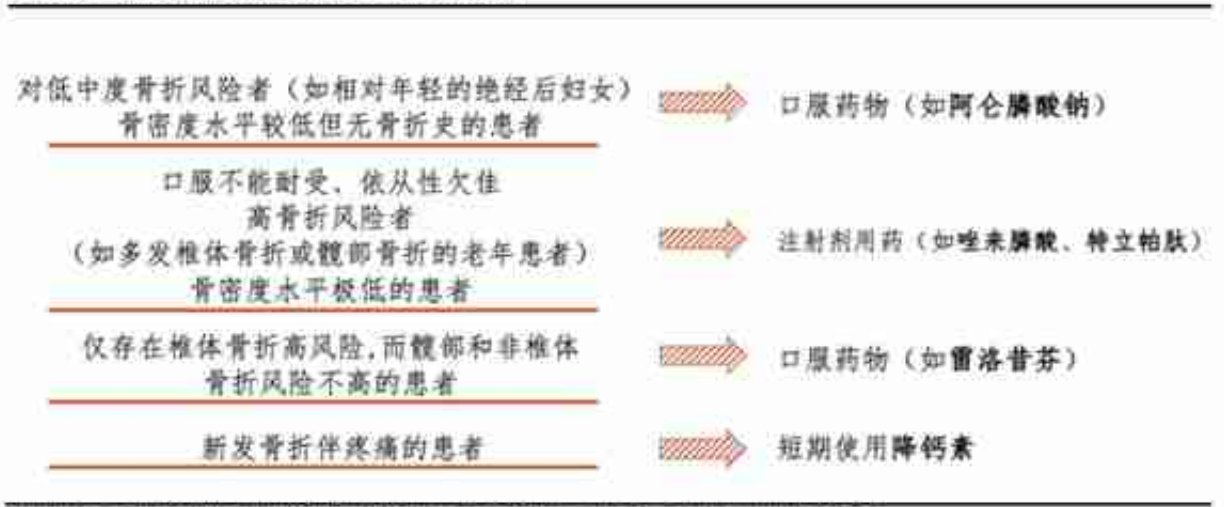 对低中度骨折风险者（如相对年轻的绝经后妇女）
骨密度水平较低但无骨折史的患者
口服药物（如阿仑膦酸钠）
口服不能耐受、依从性欠佳
高骨折风险者
（如多发椎体骨折或髋部骨折的老年患者）
骨密度水平极低的患者
注射剂用药（如唑来膦酸、特立帕肽）
仅存在椎体骨折高风险,而髋部和非椎体
骨折风险不高的患者
口服药物（如雷洛昔芬）
新发骨折伴疼痛的患者
短期使用降钙素